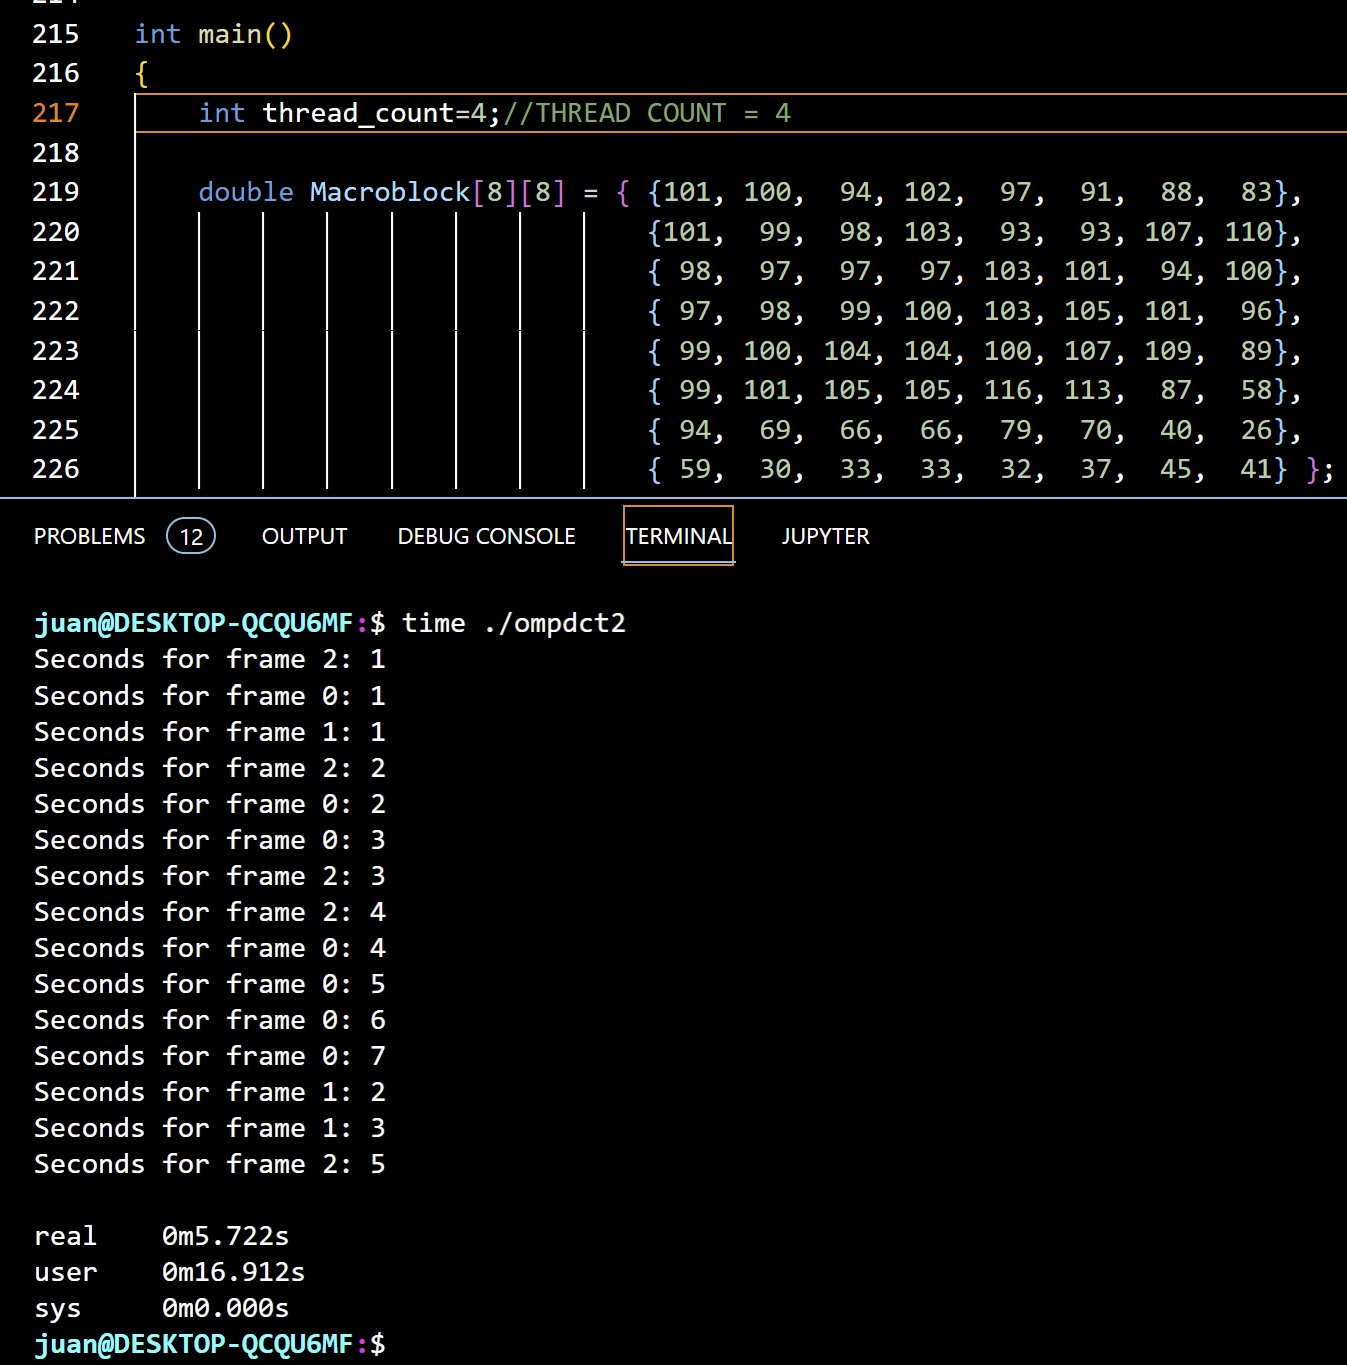 215 int main()
216 {
217 int thread_count=4;//THREAD COUNT = 4
218
219 double Macroblock[8][8] = { {101, 100, 94, 102, 97, 91, 88, 83},
220 {101, 99, 98, 103, 93, 93, 107, 110},
221 { 98, 97, 97, 97, 103, 101, 94, 100},
222 { 97, 98, 99, 100, 103, 105, 101, 96},
223 { 99, 100, 104, 104, 100, 107, 109, 89},
224 { 99, 101, 105, 105, 116, 113, 87, 58},
225 { 94, 69, 66, 66, 79, 70, 40, 26},
226 { 59, 30, 33, 33, 32, 37, 45, 41} };
PROBLEMS 12 OUTPUT DEBUG CONSOLE TERMINAL JUPYTER
juan@DESKTOP-QCQU6MF:$ time ./ompdct2
Seconds for frame 2: 1
Seconds for frame 0: 1
Seconds for frame 1: 1
Seconds for frame 2: 2
Seconds for frame 0: 2
Seconds for frame 0: 3
Seconds for frame 2: 3
Seconds for frame 2: 4
Seconds for frame 0: 4
Seconds for frame 0: 5
Seconds for frame 0: 6
Seconds for frame 0: 7
Seconds for frame 1: 2
Seconds for frame 1: 3
Seconds for frame 2: 5
real 0m5.722s
user 0m16.912s
sys 0m0.000s
juan@DESKTOP-QCQU6MF:$